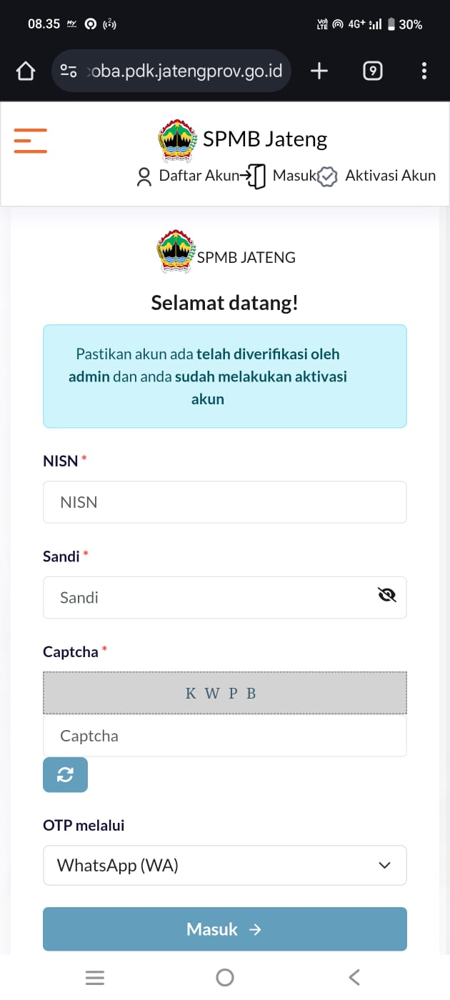 08.35
4G+ 30%
oba.pdk.jatengprov.go.id
9
SPMB Jateng
Daftar Akun Masuk Aktivasi Akun
SPMB JATENG
Selamat datang!
Pastikan akun ada telah diverifikasi oleh
admin dan anda sudah melakukan aktivasi
akun
NISN *
NISN
Sandi *
Sandi
Captcha *
K W P B
Captcha
OTP melalui
WhatsApp (WA)
Masuk →